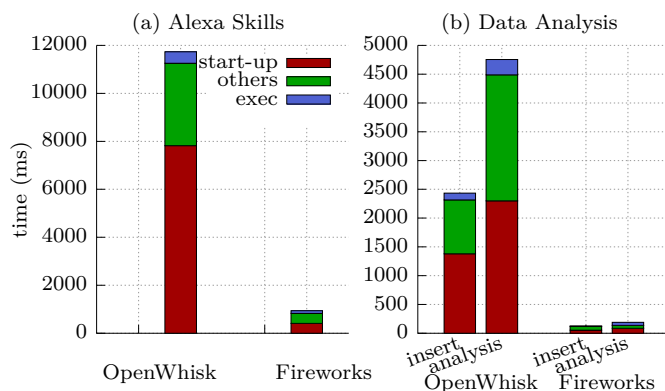 (a) Alexa Skills
(b) Data Analysis
time (ms)
12000
10000
8000
6000
4000
2000
0
start-up
others
exec
OpenWhisk
Fireworks
5000
4500
4000
3500
3000
2500
2000
1500
1000
500
0
insert
analysis
insert
analysis
OpenWhisk
Fireworks